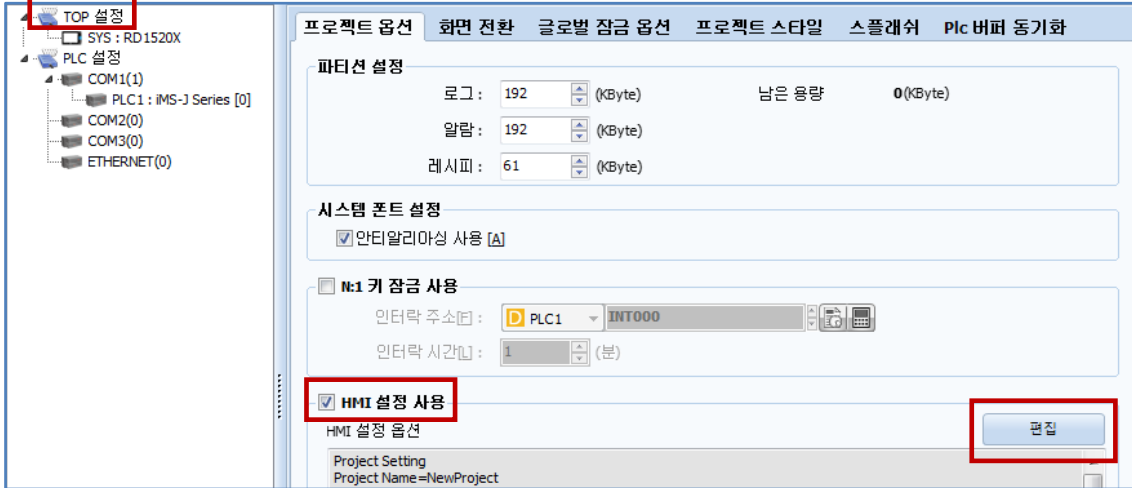 TOP 설정
SYS : RD1520X
PLC 설정
COM1(1)
PLC1 : iMS-J Series [0]
COM2(0)
COM3(0)
ETHERNET(0)
프로젝트 옵션 화면 전환 글로벌 잠금 옵션 프로젝트 스타일 스플래쉬 Plc 버퍼 동기화
파티션 설정
로그 : 192 (KByte) 남은 용량 0(KByte)
알람 : 192 (KByte)
레시피 : 61 (KByte)
시스템 폰트 설정
안티알리아싱 사용 [A]
N:1 키 잠금 사용
인터락 주소[F] : D PLC1 INT000
인터락 시간[L] : 1 (분)
HMI 설정 사용
HMI 설정 옵션 편집
Project Setting
Project Name=NewProject